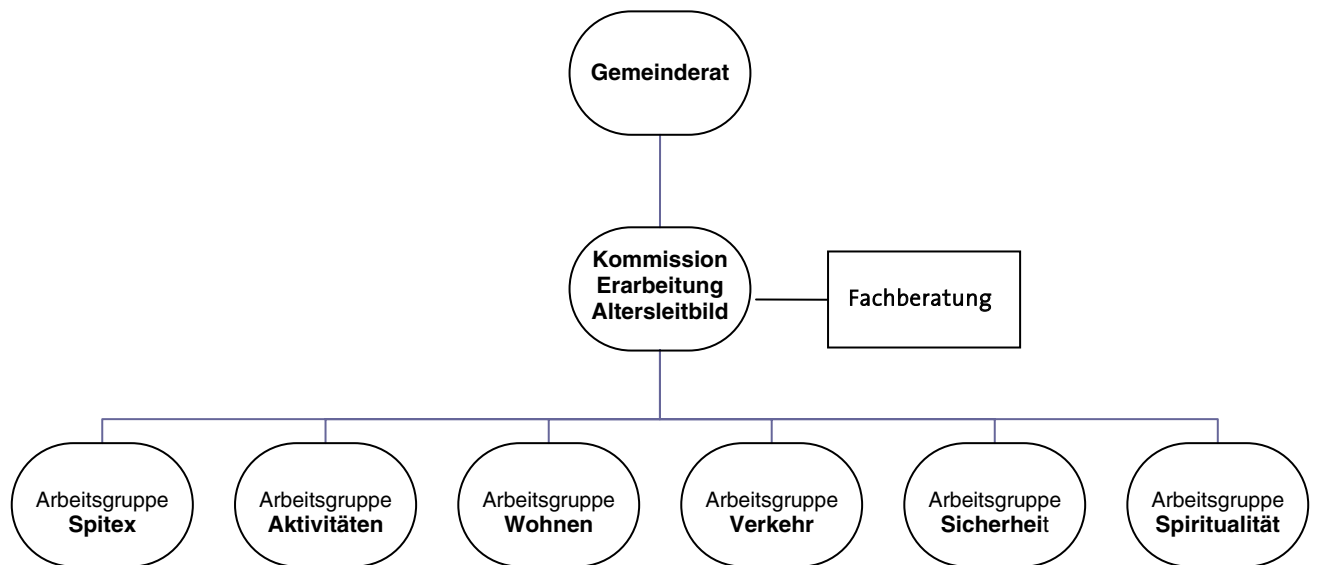 Gemeinderat
Kommission
Erarbeitung
Altersleitbild
Fachberatung
Arbeitsgruppe
Spitex
Arbeitsgruppe
Aktivitäten
Arbeitsgruppe
Wohnen
Arbeitsgruppe
Verkehr
Arbeitsgruppe
Sicherheit
Arbeitsgruppe
Spiritualität